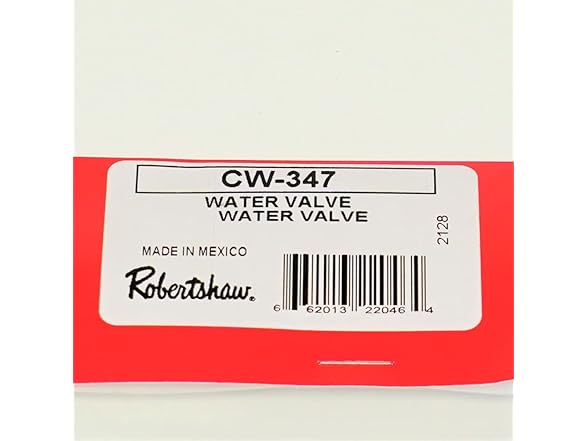 CW-347
WATER VALVE
WATER VALVE
2128
MADE IN MEXICO
Robertshaw®
6 62013 22046 4